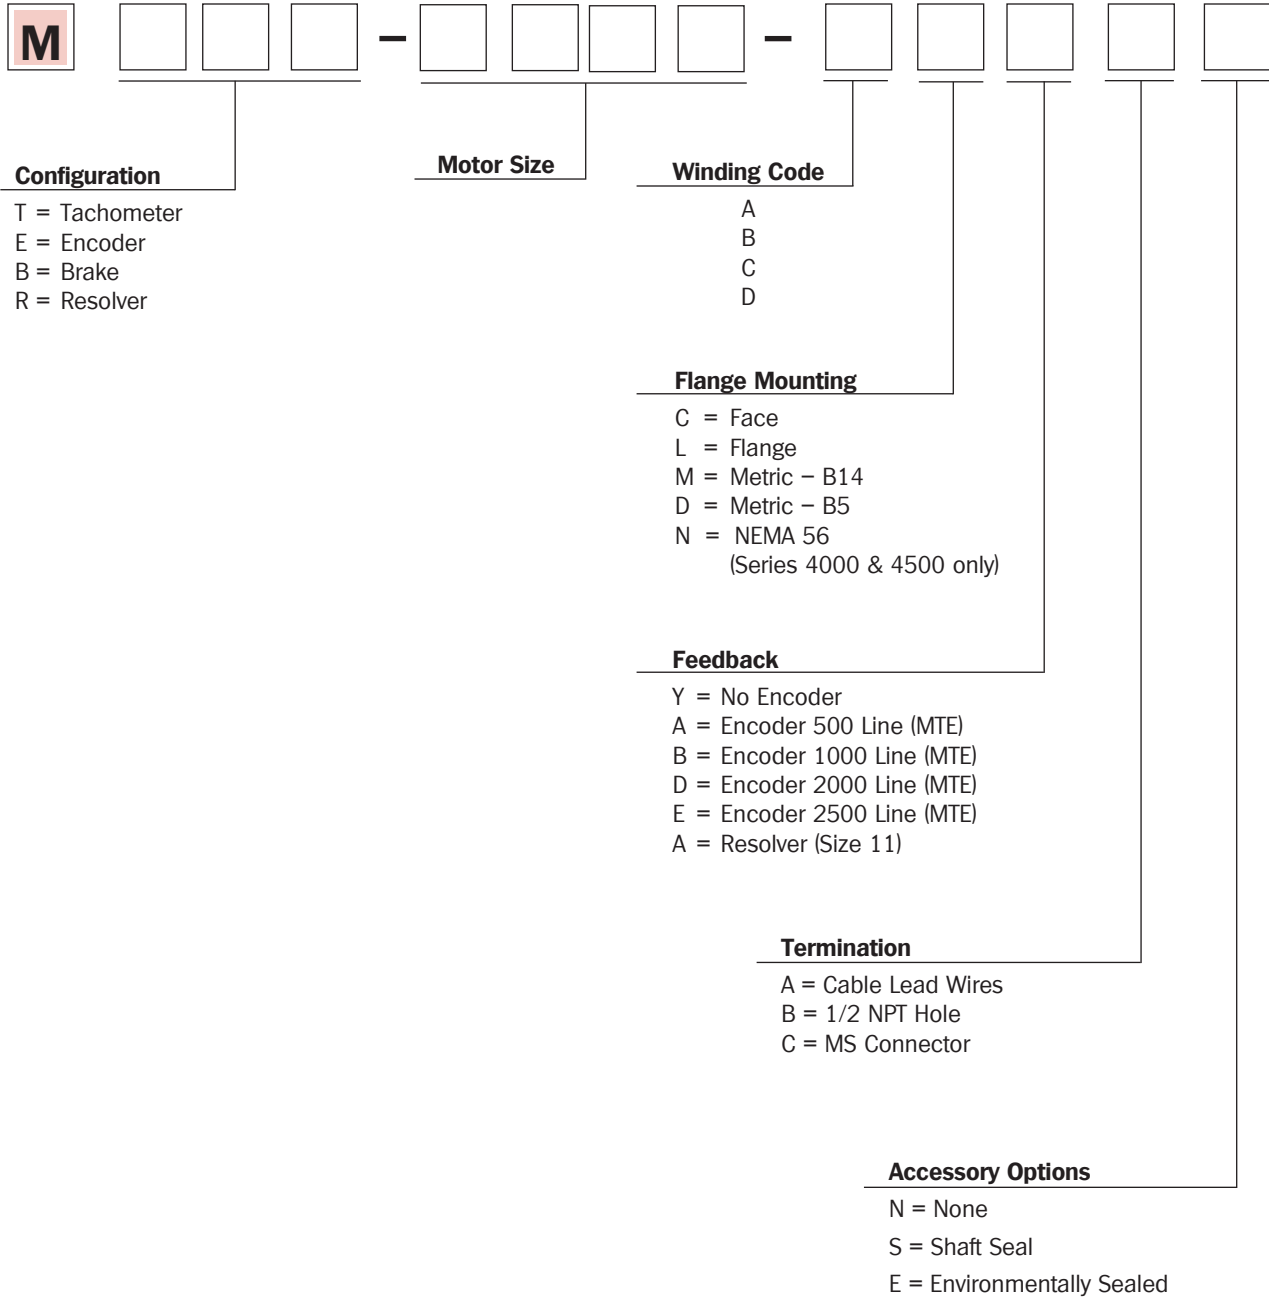 M – –
Configuration
T = Tachometer
E = Encoder
B = Brake
R = Resolver
Motor Size
Winding Code
A
B
C
D
Flange Mounting
C = Face
L = Flange
M = Metric – B14
D = Metric – B5
N = NEMA 56
(Series 4000 & 4500 only)
Feedback
Y = No Encoder
A = Encoder 500 Line (MTE)
B = Encoder 1000 Line (MTE)
D = Encoder 2000 Line (MTE)
E = Encoder 2500 Line (MTE)
A = Resolver (Size 11)
Termination
A = Cable Lead Wires
B = 1/2 NPT Hole
C = MS Connector
Accessory Options
N = None
S = Shaft Seal
E = Environmentally Sealed